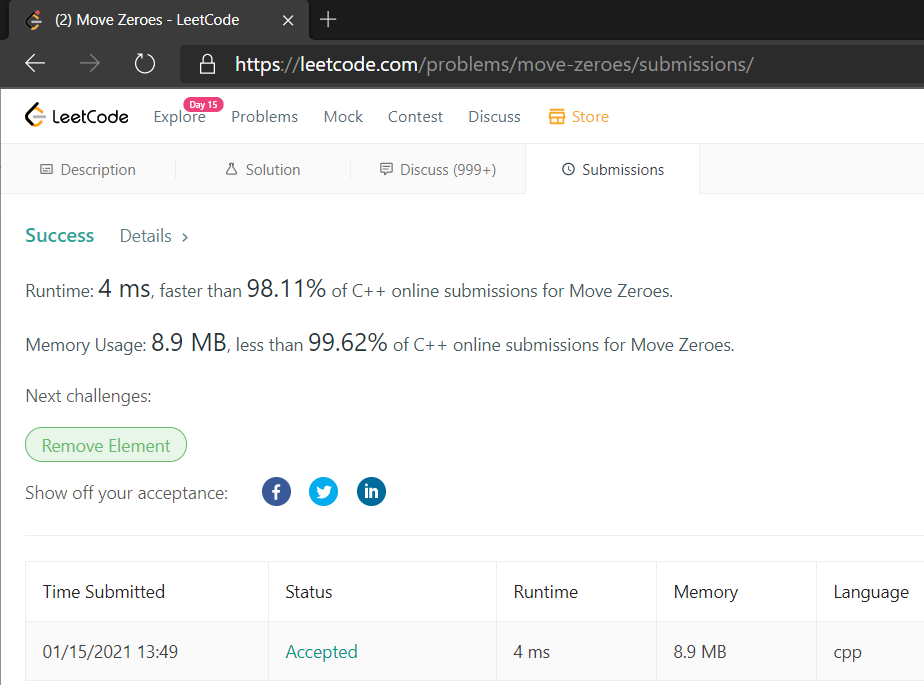 (2) Move Zeroes - LeetCode
https://leetcode.com/problems/move-zeroes/submissions/
LeetCode Explore Day 15 Problems Mock Contest Discuss Store
Description Solution Discuss (999+) Submissions
Success Details >
Runtime: 4 ms, faster than 98.11% of C++ online submissions for Move Zeroes.
Memory Usage: 8.9 MB, less than 99.62% of C++ online submissions for Move Zeroes.
Next challenges:
Remove Element
Show off your acceptance:
Time Submitted Status Runtime Memory Language
01/15/2021 13:49 Accepted 4 ms 8.9 MB cpp